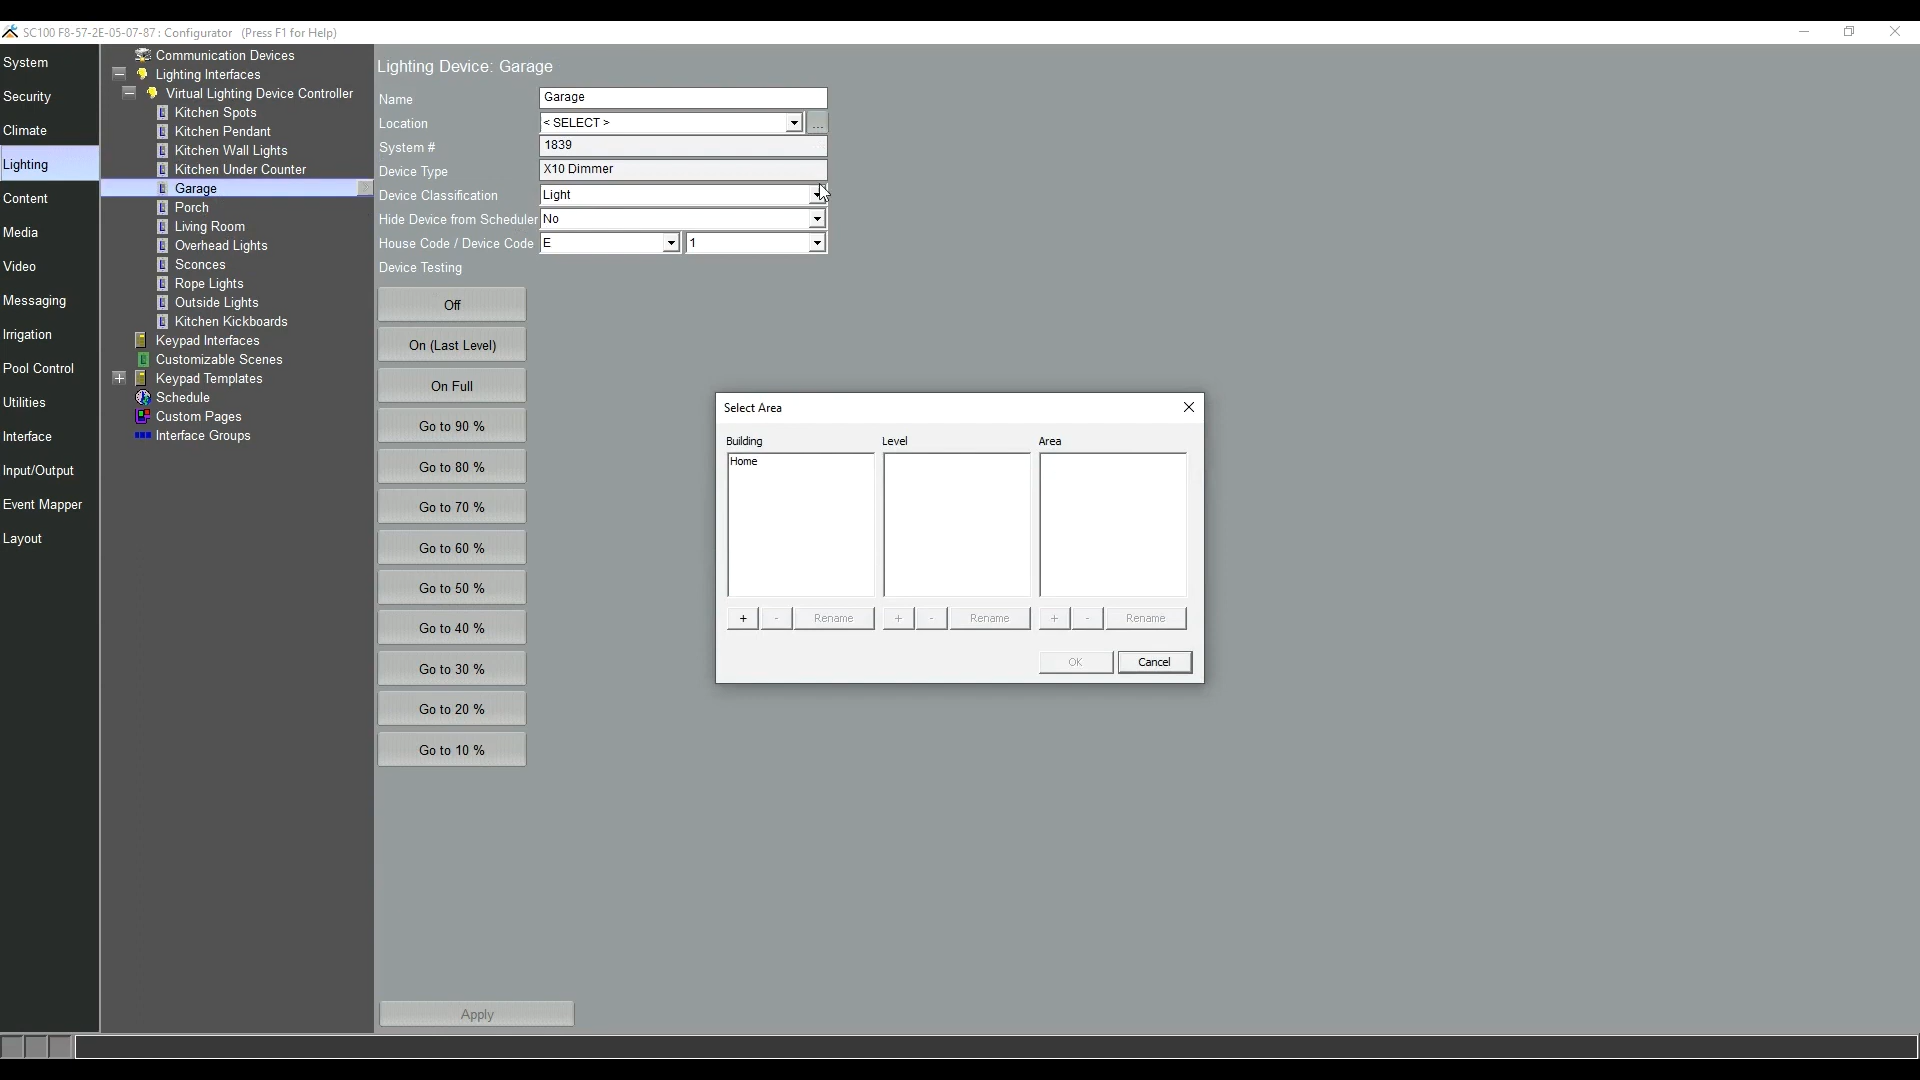 SC100 F8-57-2E-05-07-87 : Configurator (Press F1 for Help)
System
Security
Climate
Lighting
Content
Media
Video
Messaging
Irrigation
Pool Control
Utilities
Interface
Input/Output
Event Mapper
Layout
Communication Devices
Lighting Interfaces
Virtual Lighting Device Controller
Kitchen Spots
Kitchen Pendant
Kitchen Wall Lights
Kitchen Under Counter
Garage
Porch
Living Room
Overhead Lights
Sconces
Rope Lights
Outside Lights
Kitchen Kickboards
Keypad Interfaces
Customizable Scenes
Keypad Templates
Schedule
Custom Pages
Interface Groups
Lighting Device: Garage
Name Garage
Location < SELECT > ...
System # 1839
Device Type X10 Dimmer
Device Classification Light
Hide Device from Scheduler No
House Code / Device Code E 1
Device Testing
Off
On (Last Level)
On Full
Go to 90 %
Go to 80 %
Go to 70 %
Go to 60 %
Go to 50 %
Go to 40 %
Go to 30 %
Go to 20 %
Go to 10 %
Apply
Select Area
Building Level Area
Home
+ - Rename + - Rename + - Rename
OK Cancel